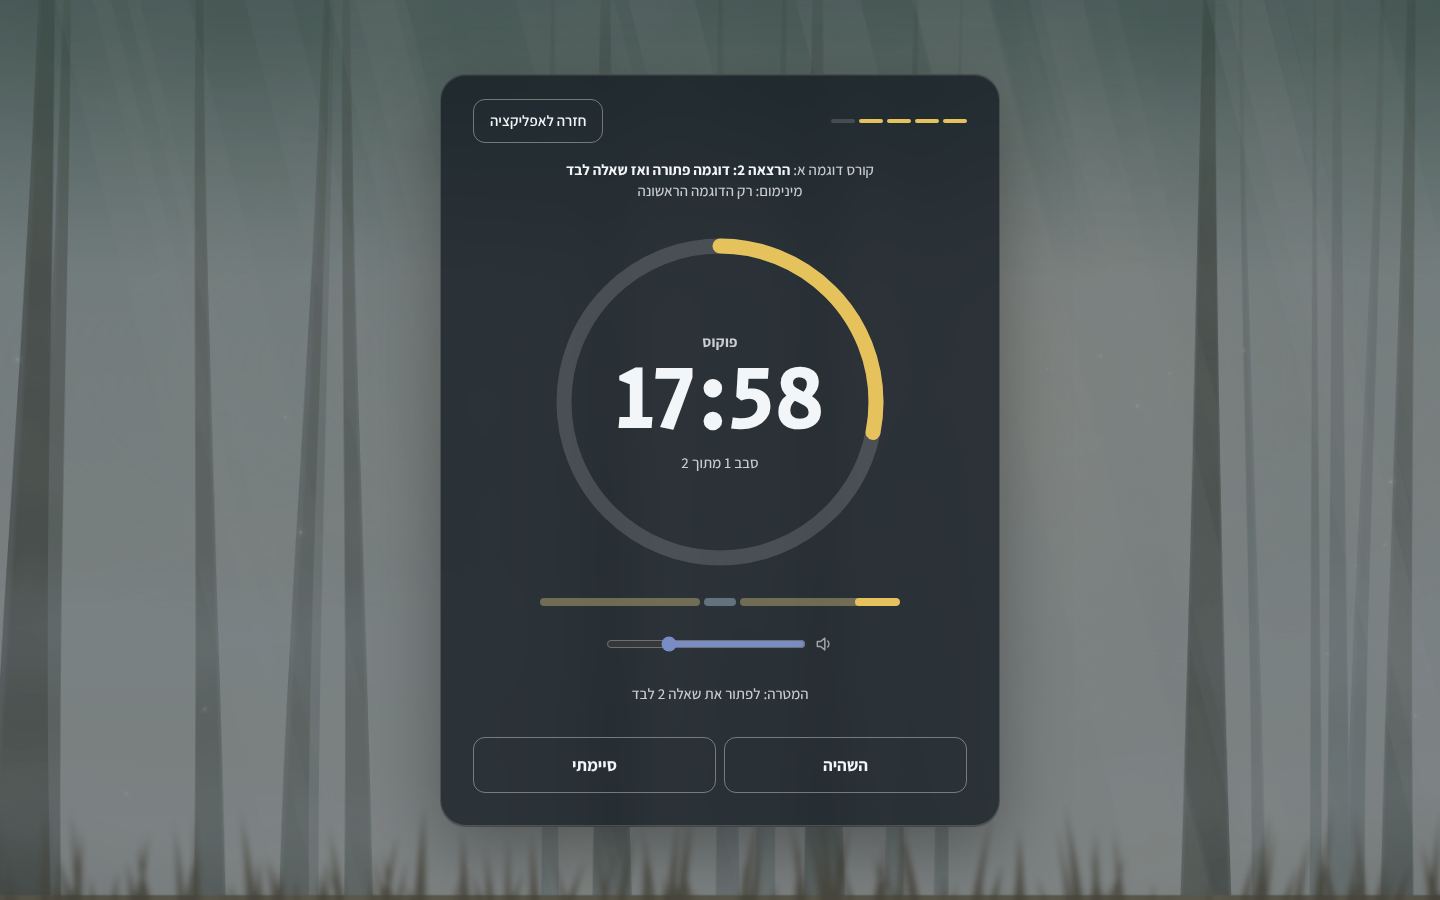 חזרה לאפליקציה
קורס דוגמה א: הרצאה 2: דוגמה פתורה ואז שאלה לבד
מינימום: רק הדוגמה הראשונה
פוקוס
17:58
סבב 1 מתוך 2
המטרה: לפתור את שאלה 2 לבד
השהיה
סיימתי